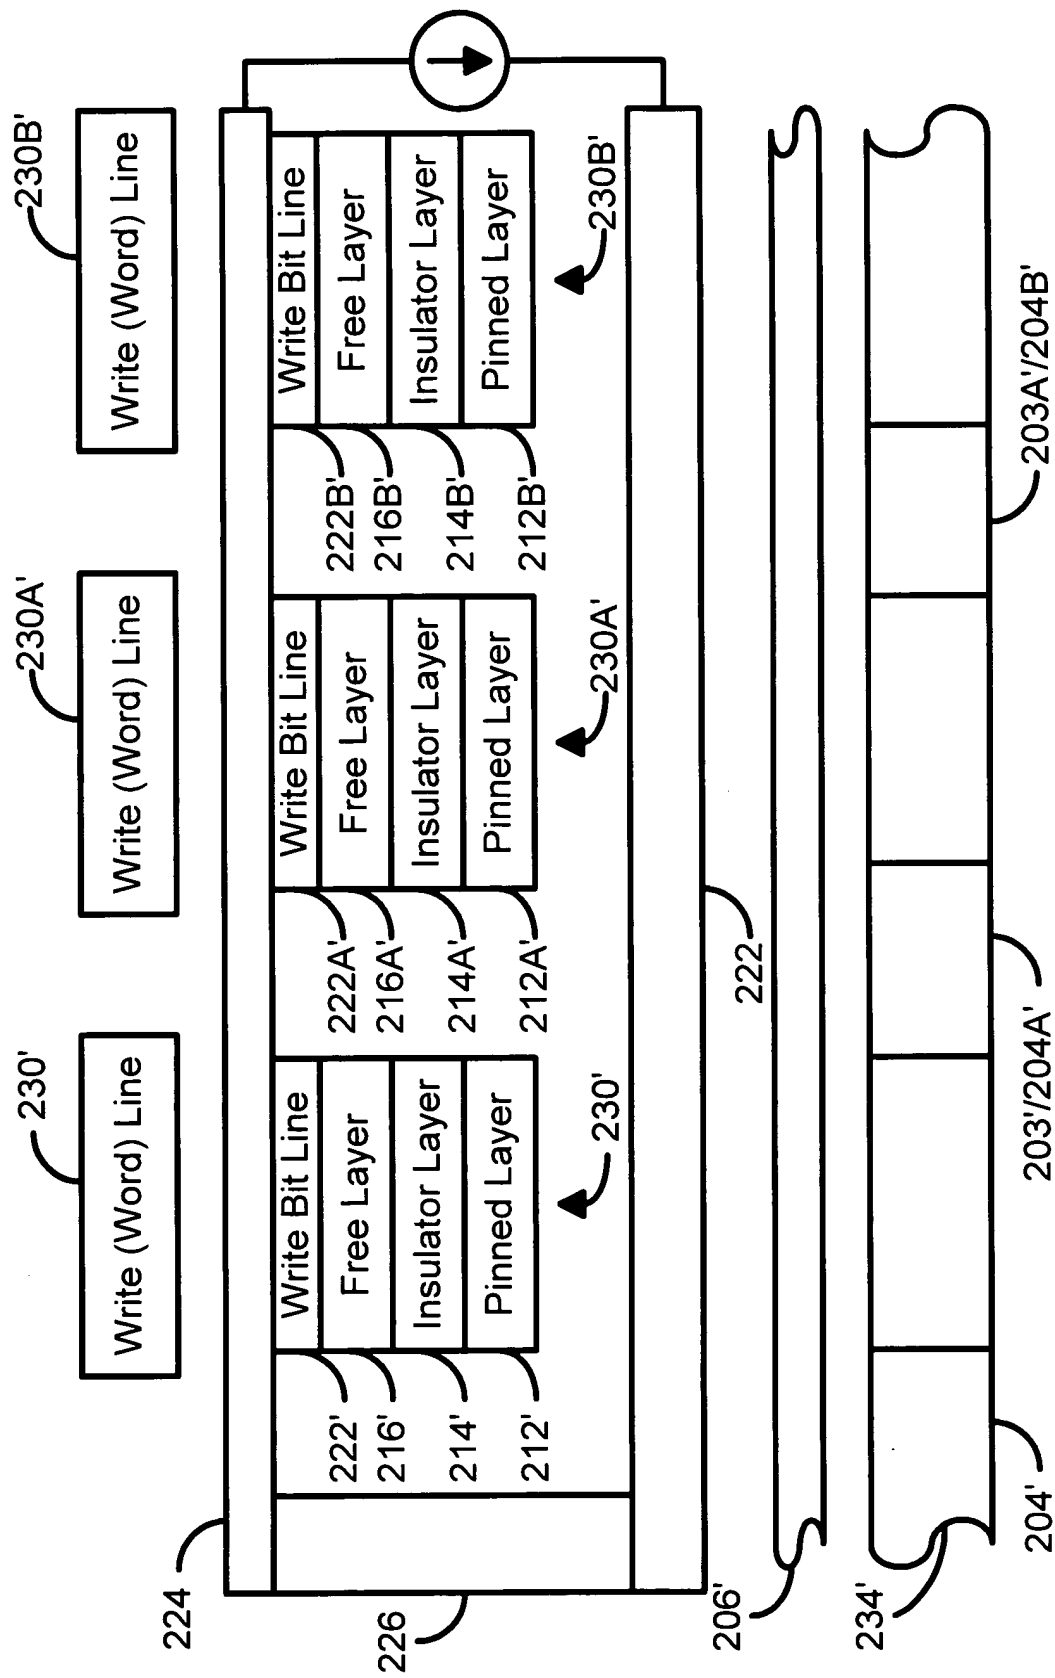 230'
230A'
230B'
Write (Word) Line
Write (Word) Line
Write (Word) Line
224
Write Bit Line
Free Layer
Insulator Layer
Pinned Layer
222'
216'
214'
212'
230'
Write Bit Line
Free Layer
Insulator Layer
Pinned Layer
222A'
216A'
214A'
212A'
230A'
Write Bit Line
Free Layer
Insulator Layer
Pinned Layer
222B'
216B'
214B'
212B'
230B'
226
222
206'
234'
204'
203'/204A'
203A'/204B'